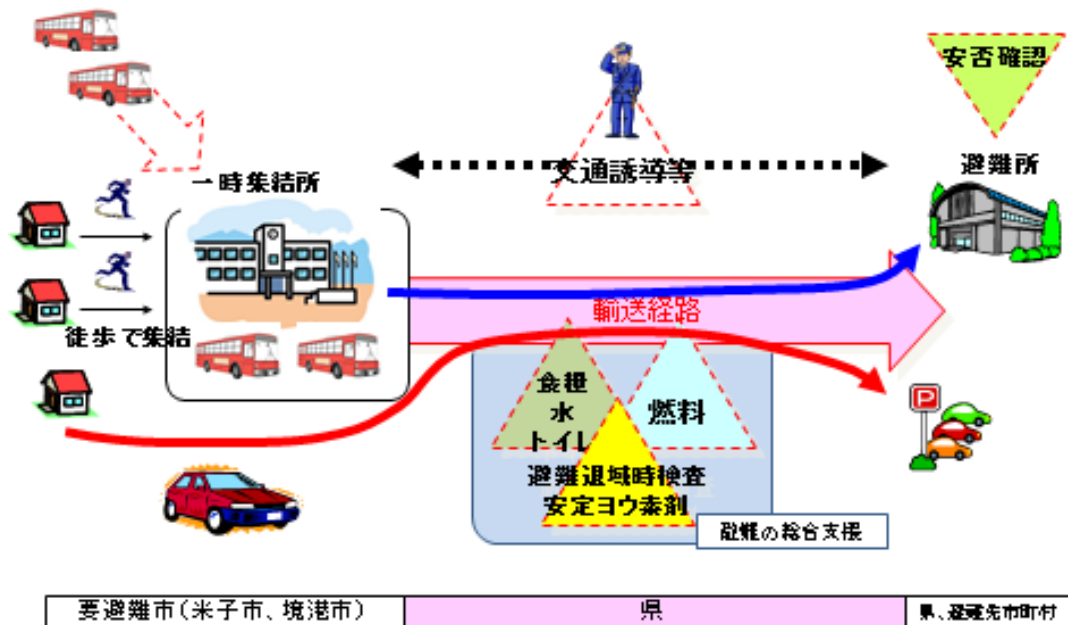 安否確認
交通誘導等
避難所
一時集結所
輸送経路
徒歩で集結
P
食糧
水
トイレ
燃料
避難退域時検査
安定ヨウ素剤
避難の総合支援
要避難市(米子市、境港市)
県
県、避難先市町村